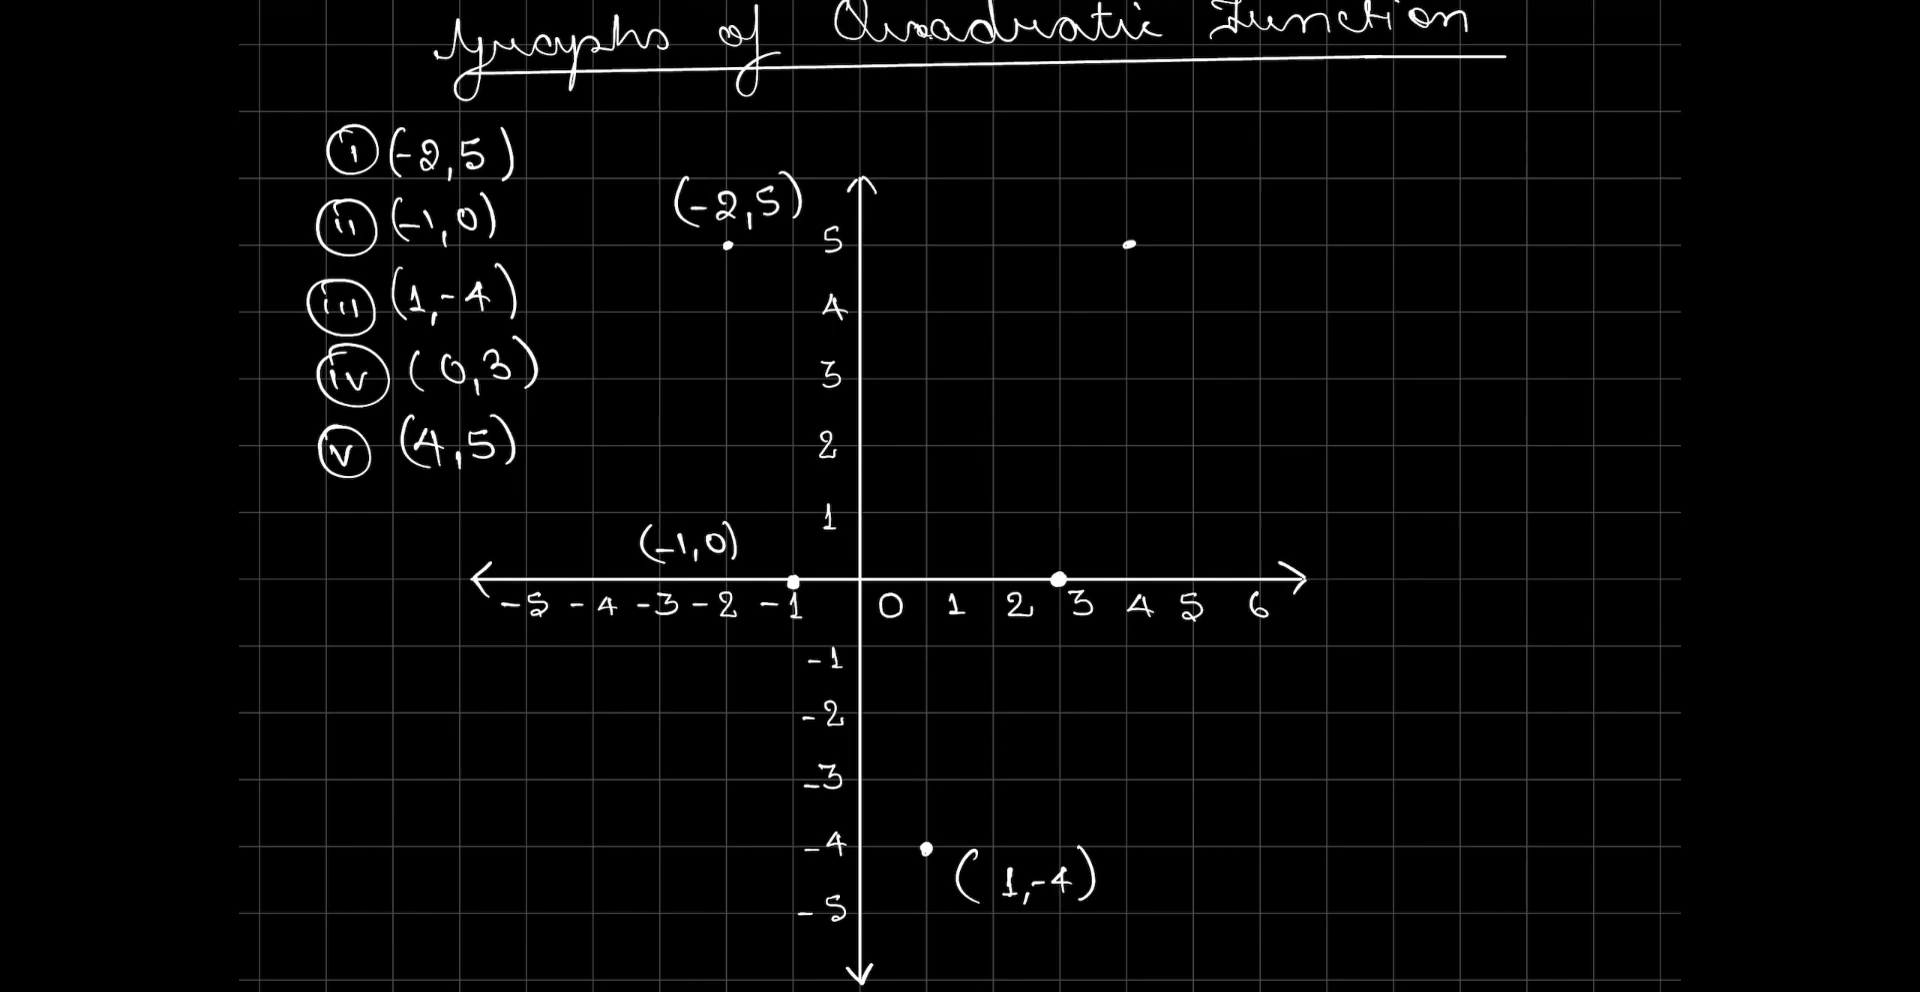 Graphs of Quadratic Function
i (-2,5)
ii (-1,0)
iii (1,-4)
iv (0,3)
v (4,5)
(-2,5)
5
4
3
2
1
(-1,0)
-5 -4 -3 -2 -1 0 1 2 3 4 5 6
-1
-2
-3
-4
(1,-4)
-5